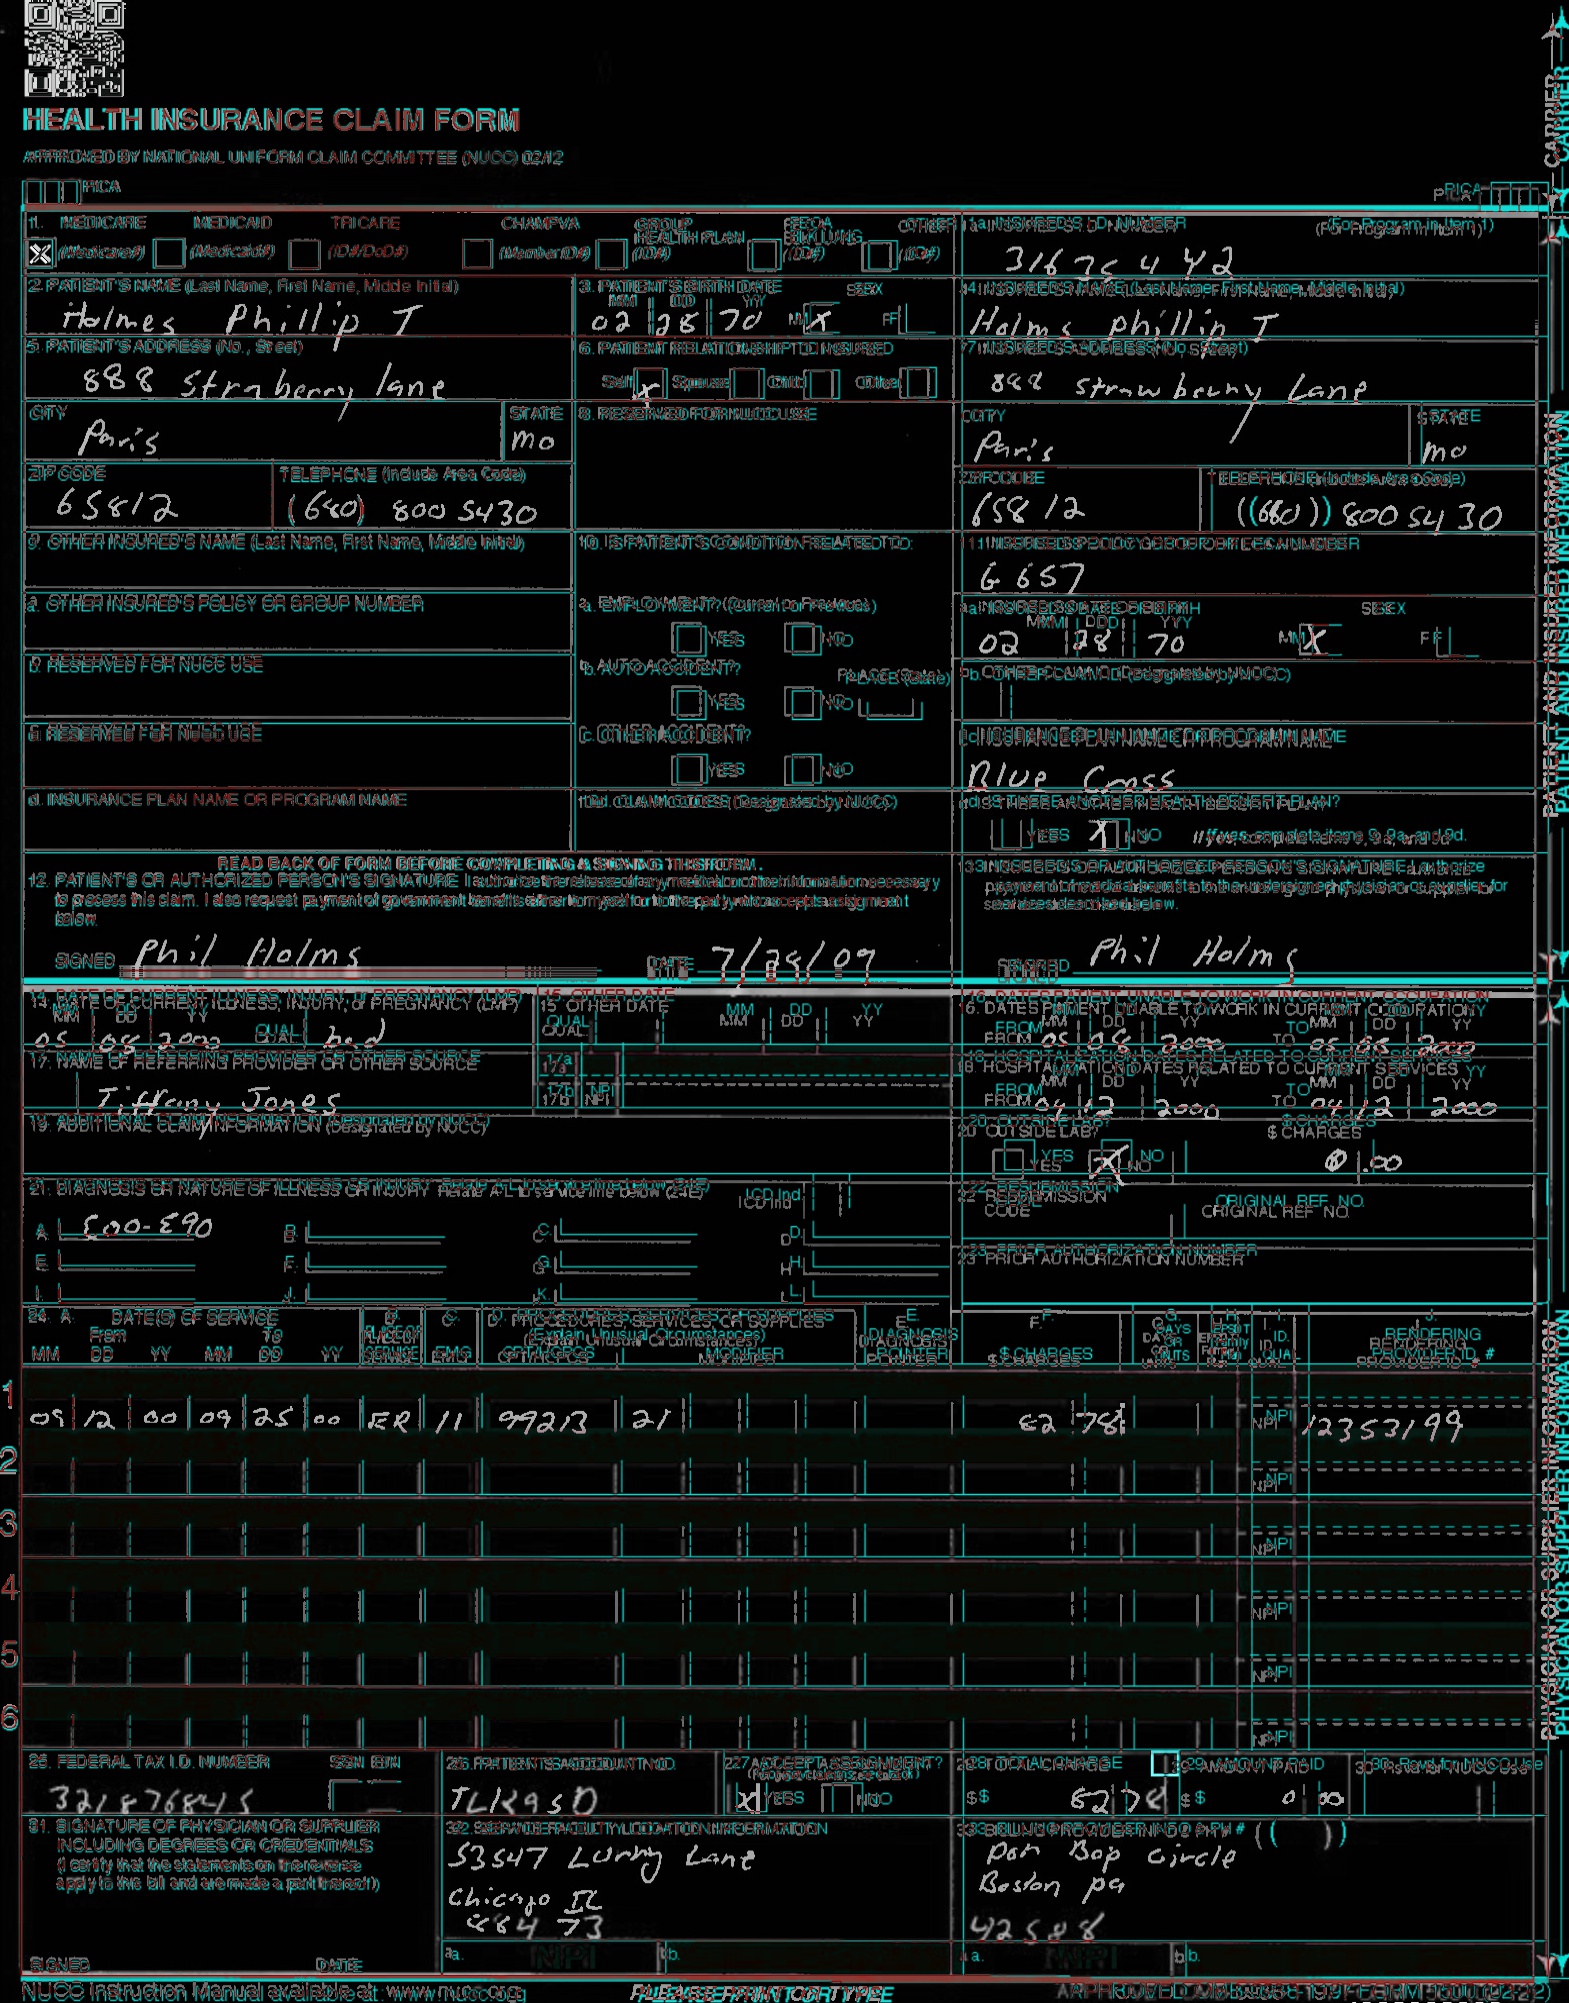 HEALTH INSURANCE CLAIM FORM
APPROVED BY NATIONAL UNIFORM CLAIM COMMITTEE (NUCC) 02/12
PICA PICA
1. MEDICARE MEDICAID TRICARE CHAMPVA GROUP HEALTH PLAN FECA BLK LUNG OTHER 1a. INSURED'S I.D. NUMBER (For Program in Item 1)
X (Medicare#) (Medicaid#) (ID#/DoD#) (Member ID#) (ID#) (ID#) (ID#)
2. PATIENT'S NAME (Last Name, First Name, Middle Initial) 3. PATIENT'S BIRTH DATE SEX 4. INSURED'S NAME (Last Name, First Name, Middle Initial)
MM DD YY
Holmes Phillip T 02 28 70 M X F Holms phillip T
5. PATIENT'S ADDRESS (No., Street) 6. PATIENT RELATIONSHIP TO INSURED 7. INSURED'S ADDRESS (No., Street)
888 Strabery lane Self X Spouse Child Other 888 strawberry Lane
CITY STATE 8. RESERVED FOR NUCC USE CITY STATE
Paris mo Paris mo
ZIP CODE TELEPHONE (Include Area Code) ZIP CODE TELEPHONE (Include Area Code)
65812 (660) 800 5430 65812 (660) 800 5430
9. OTHER INSURED'S NAME (Last Name, First Name, Middle Initial) 10. IS PATIENT'S CONDITION RELATED TO: 11. INSURED'S POLICY GROUP OR FECA NUMBER
G 657
a. OTHER INSURED'S POLICY OR GROUP NUMBER a. EMPLOYMENT? (Current or Previous) a. INSURED'S DATE OF BIRTH SEX
MM DD YY
YES NO 02 28 70 M X F
b. RESERVED FOR NUCC USE b. AUTO ACCIDENT? PLACE (State) b. OTHER CLAIM ID (Designated by NUCC)
YES NO
c. RESERVED FOR NUCC USE c. OTHER ACCIDENT? c. INSURANCE PLAN NAME OR PROGRAM NAME
YES NO Blue Cross
d. INSURANCE PLAN NAME OR PROGRAM NAME 10d. CLAIM CODES (Designated by NUCC) d. IS THERE ANOTHER HEALTH BENEFIT PLAN?
YES X NO If yes, complete items 9, 9a, and 9d.
READ BACK OF FORM BEFORE COMPLETING & SIGNING THIS FORM.
12. PATIENT'S OR AUTHORIZED PERSON'S SIGNATURE I authorize the release of any medical or other information necessary
to process this claim. I also request payment of government benefits either to myself or to the party who accepts assignment
below.
13. INSURED'S OR AUTHORIZED PERSON'S SIGNATURE I authorize
payment of medical benefits to the undersigned physician or supplier for
services described below.
SIGNED Phil Holms DATE 7/28/09 SIGNED Phil Holms
14. DATE OF CURRENT ILLNESS, INJURY, or PREGNANCY (LMP) 15. OTHER DATE 16. DATES PATIENT UNABLE TO WORK IN CURRENT OCCUPATION
MM DD YY QUAL. QUAL. MM DD YY MM DD YY MM DD YY
05 08 2000 bad FROM 05 08 2000 TO 05 08 2000
17. NAME OF REFERRING PROVIDER OR OTHER SOURCE 17a. 18. HOSPITALIZATION DATES RELATED TO CURRENT SERVICES
MM DD YY MM DD YY
Tiffany Jones 17b. NPI FROM 04 12 2000 TO 04 12 2000
19. ADDITIONAL CLAIM INFORMATION (Designated by NUCC) 20. OUTSIDE LAB? $ CHARGES
YES X NO 0 .00
21. DIAGNOSIS OR NATURE OF ILLNESS OR INJURY Relate A-L to service line below (24E) ICD Ind. 22. RESUBMISSION CODE ORIGINAL REF. NO.
A. E00-E90 B. C. D.
E. F. G. H. 23. PRIOR AUTHORIZATION NUMBER
I. J. K. L.
24. A. DATE(S) OF SERVICE B. C. D. PROCEDURES, SERVICES, OR SUPPLIES E. F. G. H. I. J.
From To PLACE OF (Explain Unusual Circumstances) DIAGNOSIS DAYS OR UNITS ID. RENDERING
MM DD YY MM DD YY SERVICE EMG CPT/HCPCS MODIFIER POINTER $ CHARGES QUAL. PROVIDER ID. #
1 09 12 00 09 25 00 ER 11 99213 21 62 78 NPI 12353199
2 NPI
3 NPI
4 NPI
5 NPI
6 NPI
25. FEDERAL TAX I.D. NUMBER SSN EIN 26. PATIENT'S ACCOUNT NO. 27. ACCEPT ASSIGNMENT? 28. TOTAL CHARGE 29. AMOUNT PAID 30. Rsvd for NUCC Use
321876845 X YES NO $ 62 78 $ 0 00
31. SIGNATURE OF PHYSICIAN OR SUPPLIER
INCLUDING DEGREES OR CREDENTIALS
(I certify that the statements on the reverse
apply to this bill and are made a part thereof.)
SIGNED DATE
32. SERVICE FACILITY LOCATION INFORMATION
53547 Lane
Chicago IL
88473
a. NPI b.
33. BILLING PROVIDER INFO & PH # ( )
Bop circle
Boston pa
42588
a. NPI b.
NUCC Instruction Manual available at: www.nucc.org PLEASE PRINT OR TYPE
CARRIER
PATIENT AND INSURED INFORMATION
PHYSICIAN OR SUPPLIER INFORMATION